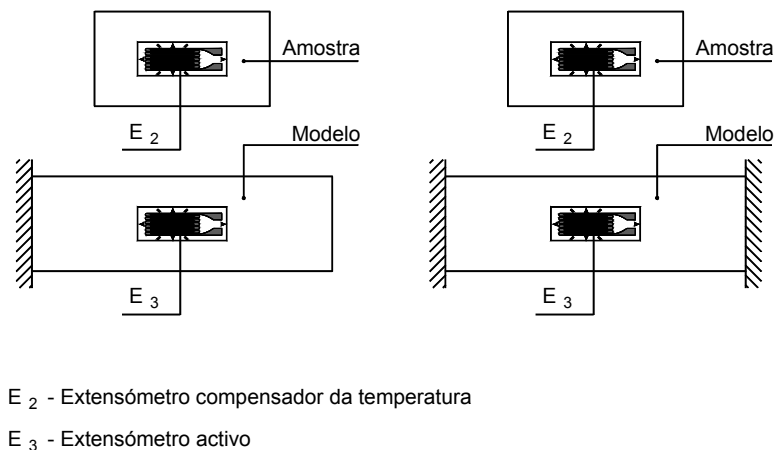 Amostra
E 2
Modelo
E 3
Amostra
E 2
Modelo
E 3
E 2 - Extensómetro compensador da temperatura
E 3 - Extensómetro activo